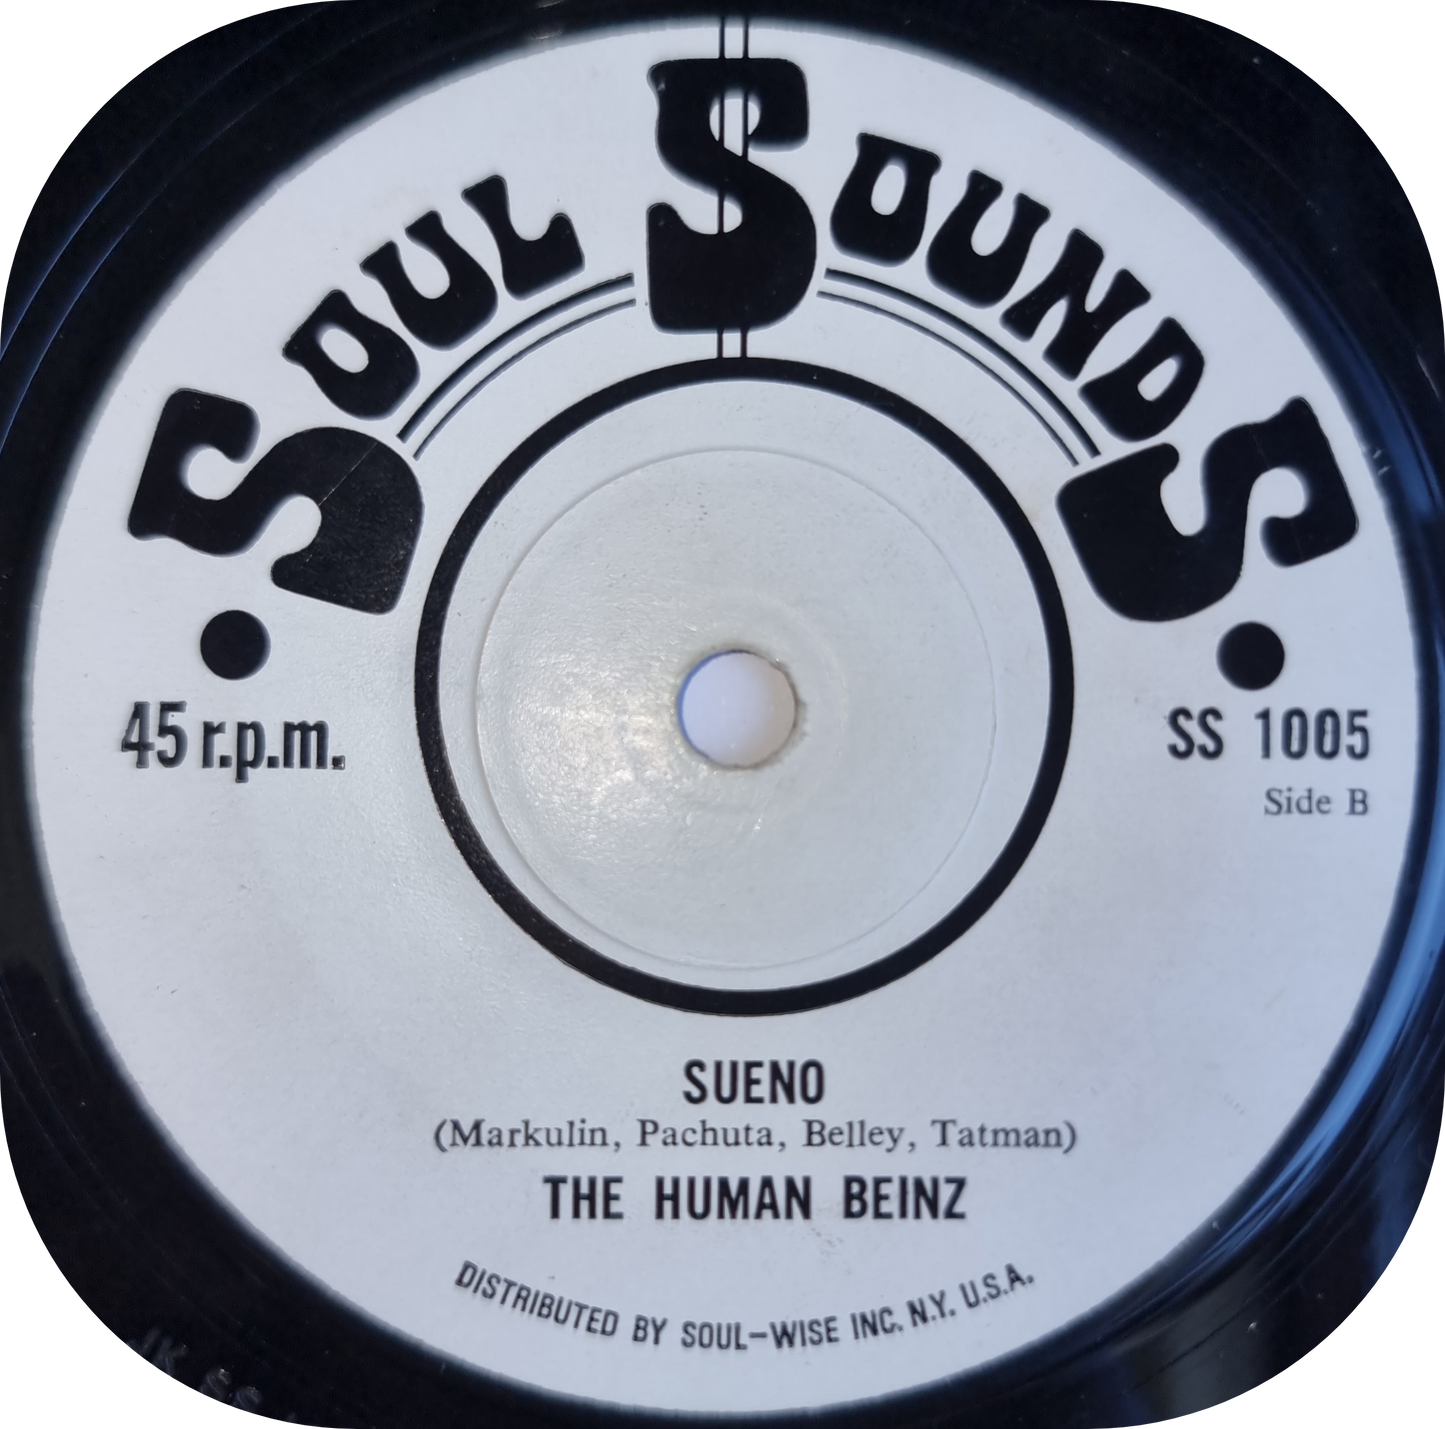 SOUL SOUNDS
45 r.p.m.
SS 1005
Side B
SUENO
(Markulin, Pachuta, Belley, Tatman)
THE HUMAN BEINZ
DISTRIBUTED BY SOUL-WISE INC. N.Y. U.S.A.